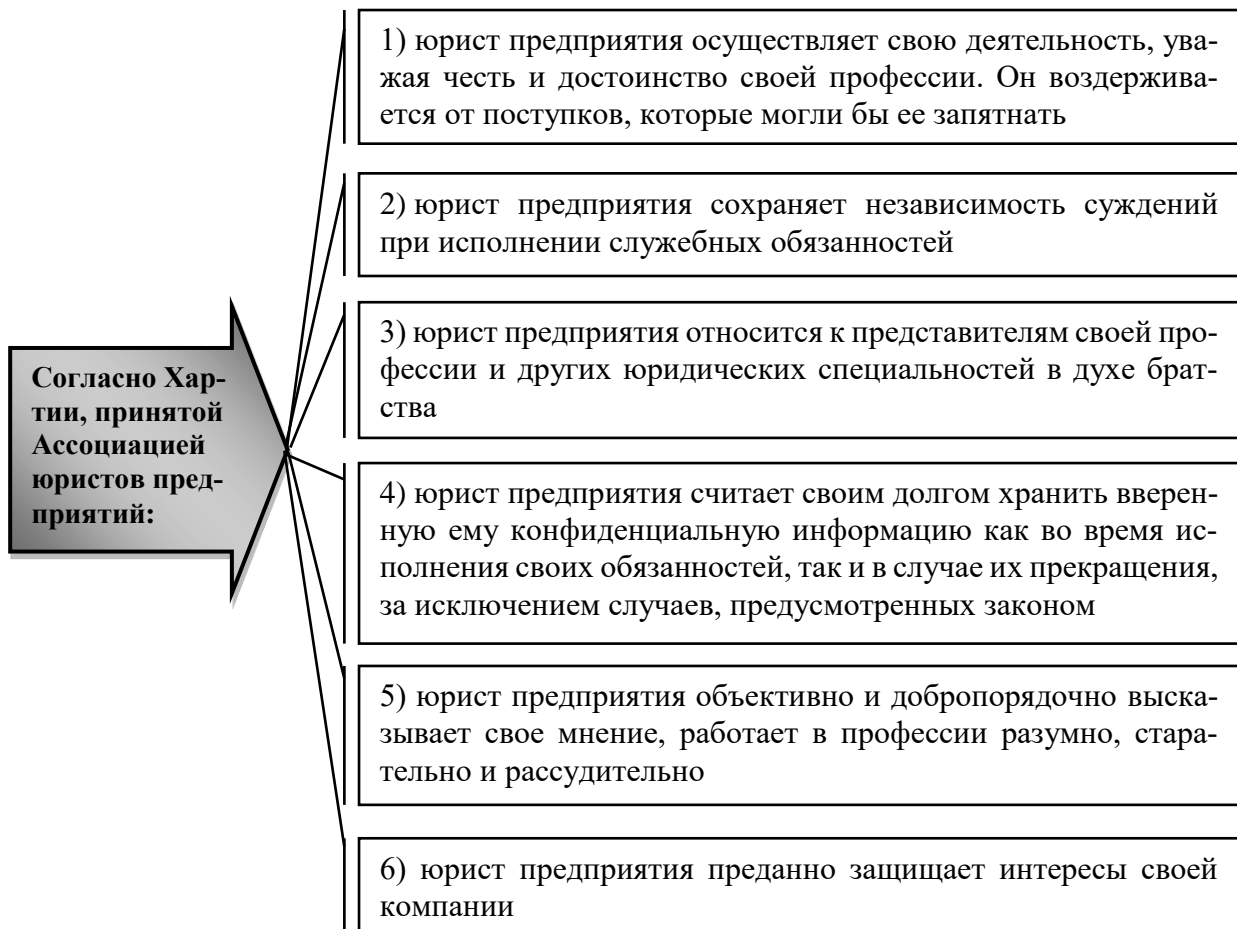 Согласно Хар-
тии, принятой
Ассоциацией
юристов пред-
приятий:
1) юрист предприятия осуществляет свою деятельность, ува-
жая честь и достоинство своей профессии. Он воздержива-
ется от поступков, которые могли бы ее запятнать
2) юрист предприятия сохраняет независимость суждений
при исполнении служебных обязанностей
3) юрист предприятия относится к представителям своей про-
фессии и других юридических специальностей в духе брат-
ства
4) юрист предприятия считает своим долгом хранить вверен-
ную ему конфиденциальную информацию как во время ис-
полнения своих обязанностей, так и в случае их прекращения,
за исключением случаев, предусмотренных законом
5) юрист предприятия объективно и добропорядочно выска-
зывает свое мнение, работает в профессии разумно, стара-
тельно и рассудительно
6) юрист предприятия преданно защищает интересы своей
компании